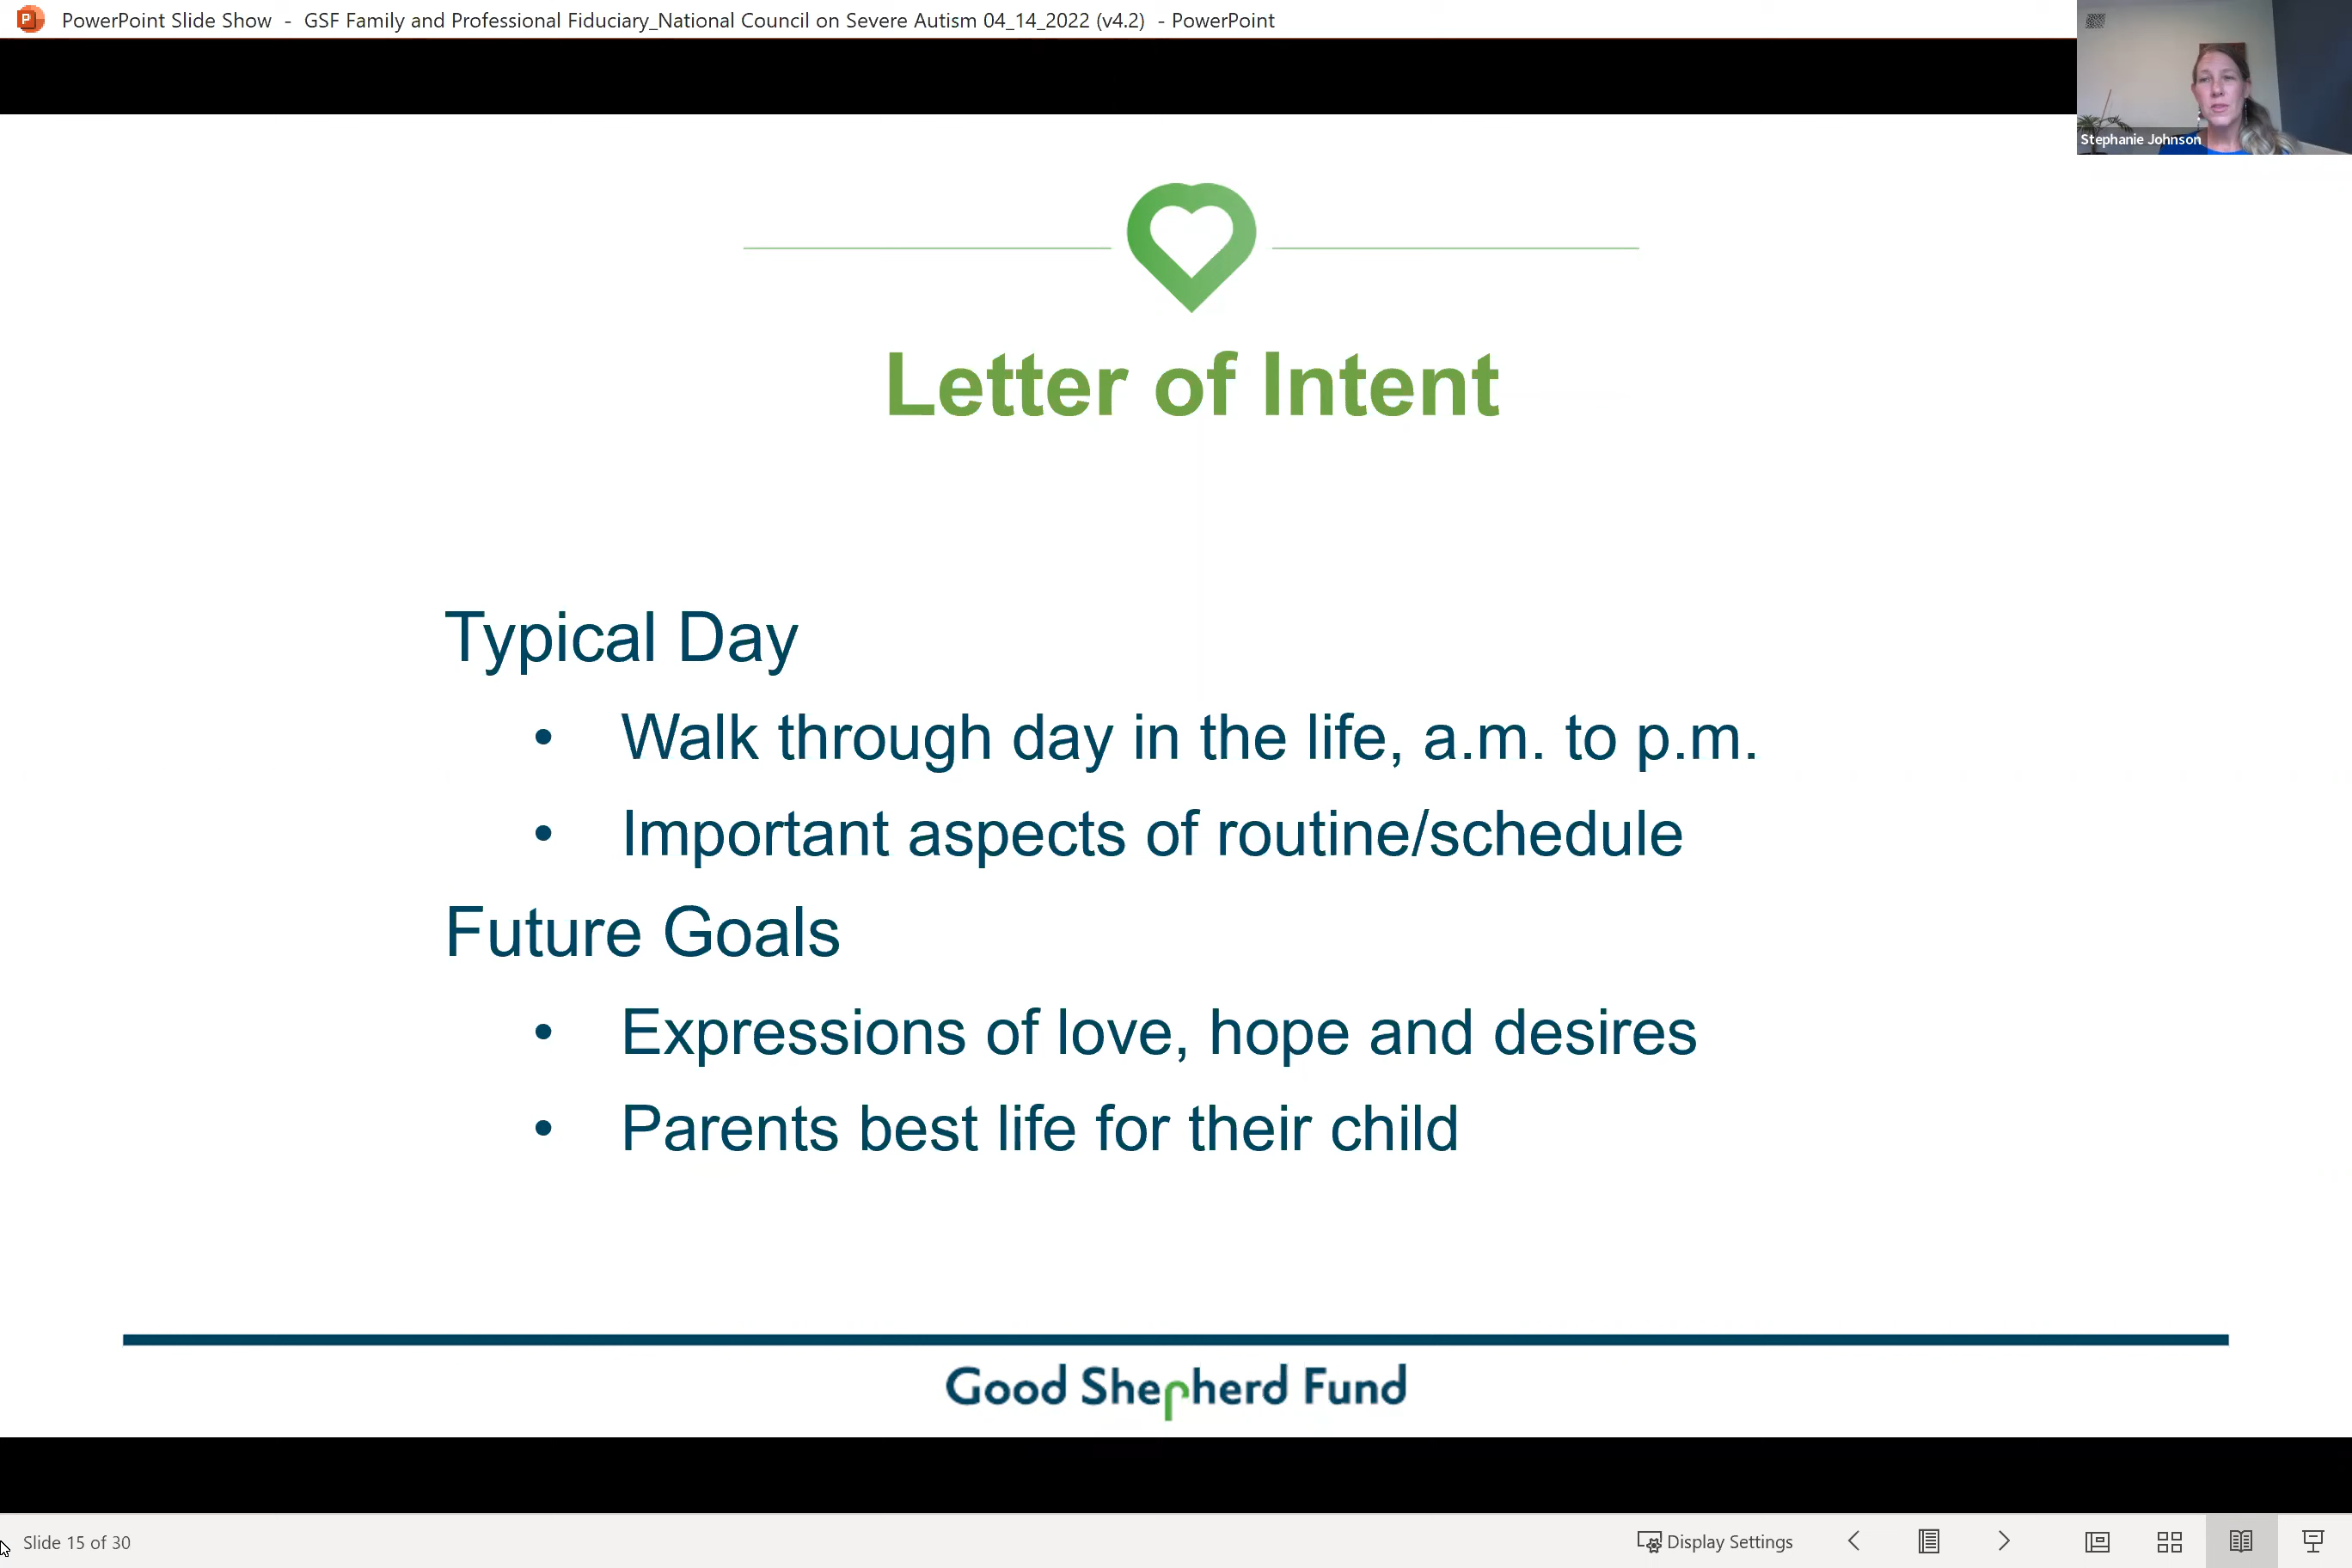 PowerPoint Slide Show - GSF Family and Professional Fiduciary_National Council on Severe Autism 04_14_2022 (v4.2) - PowerPoint
Stephanie Johnson
Letter of Intent
Typical Day
• Walk through day in the life, a.m. to p.m.
• Important aspects of routine/schedule
Future Goals
• Expressions of love, hope and desires
• Parents best life for their child
Good Shepherd Fund
Slide 15 of 30
Display Settings